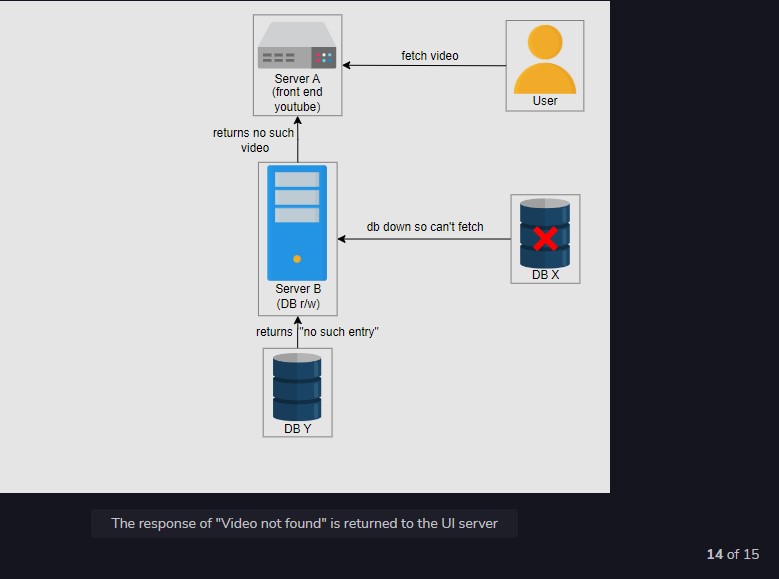 fetch video
Server A
(front end
youtube)
User
returns no such
video
db down so can't fetch
DB X
Server B
(DB r/w)
returns "no such entry"
DB Y
The response of "Video not found" is returned to the UI server
14 of 15